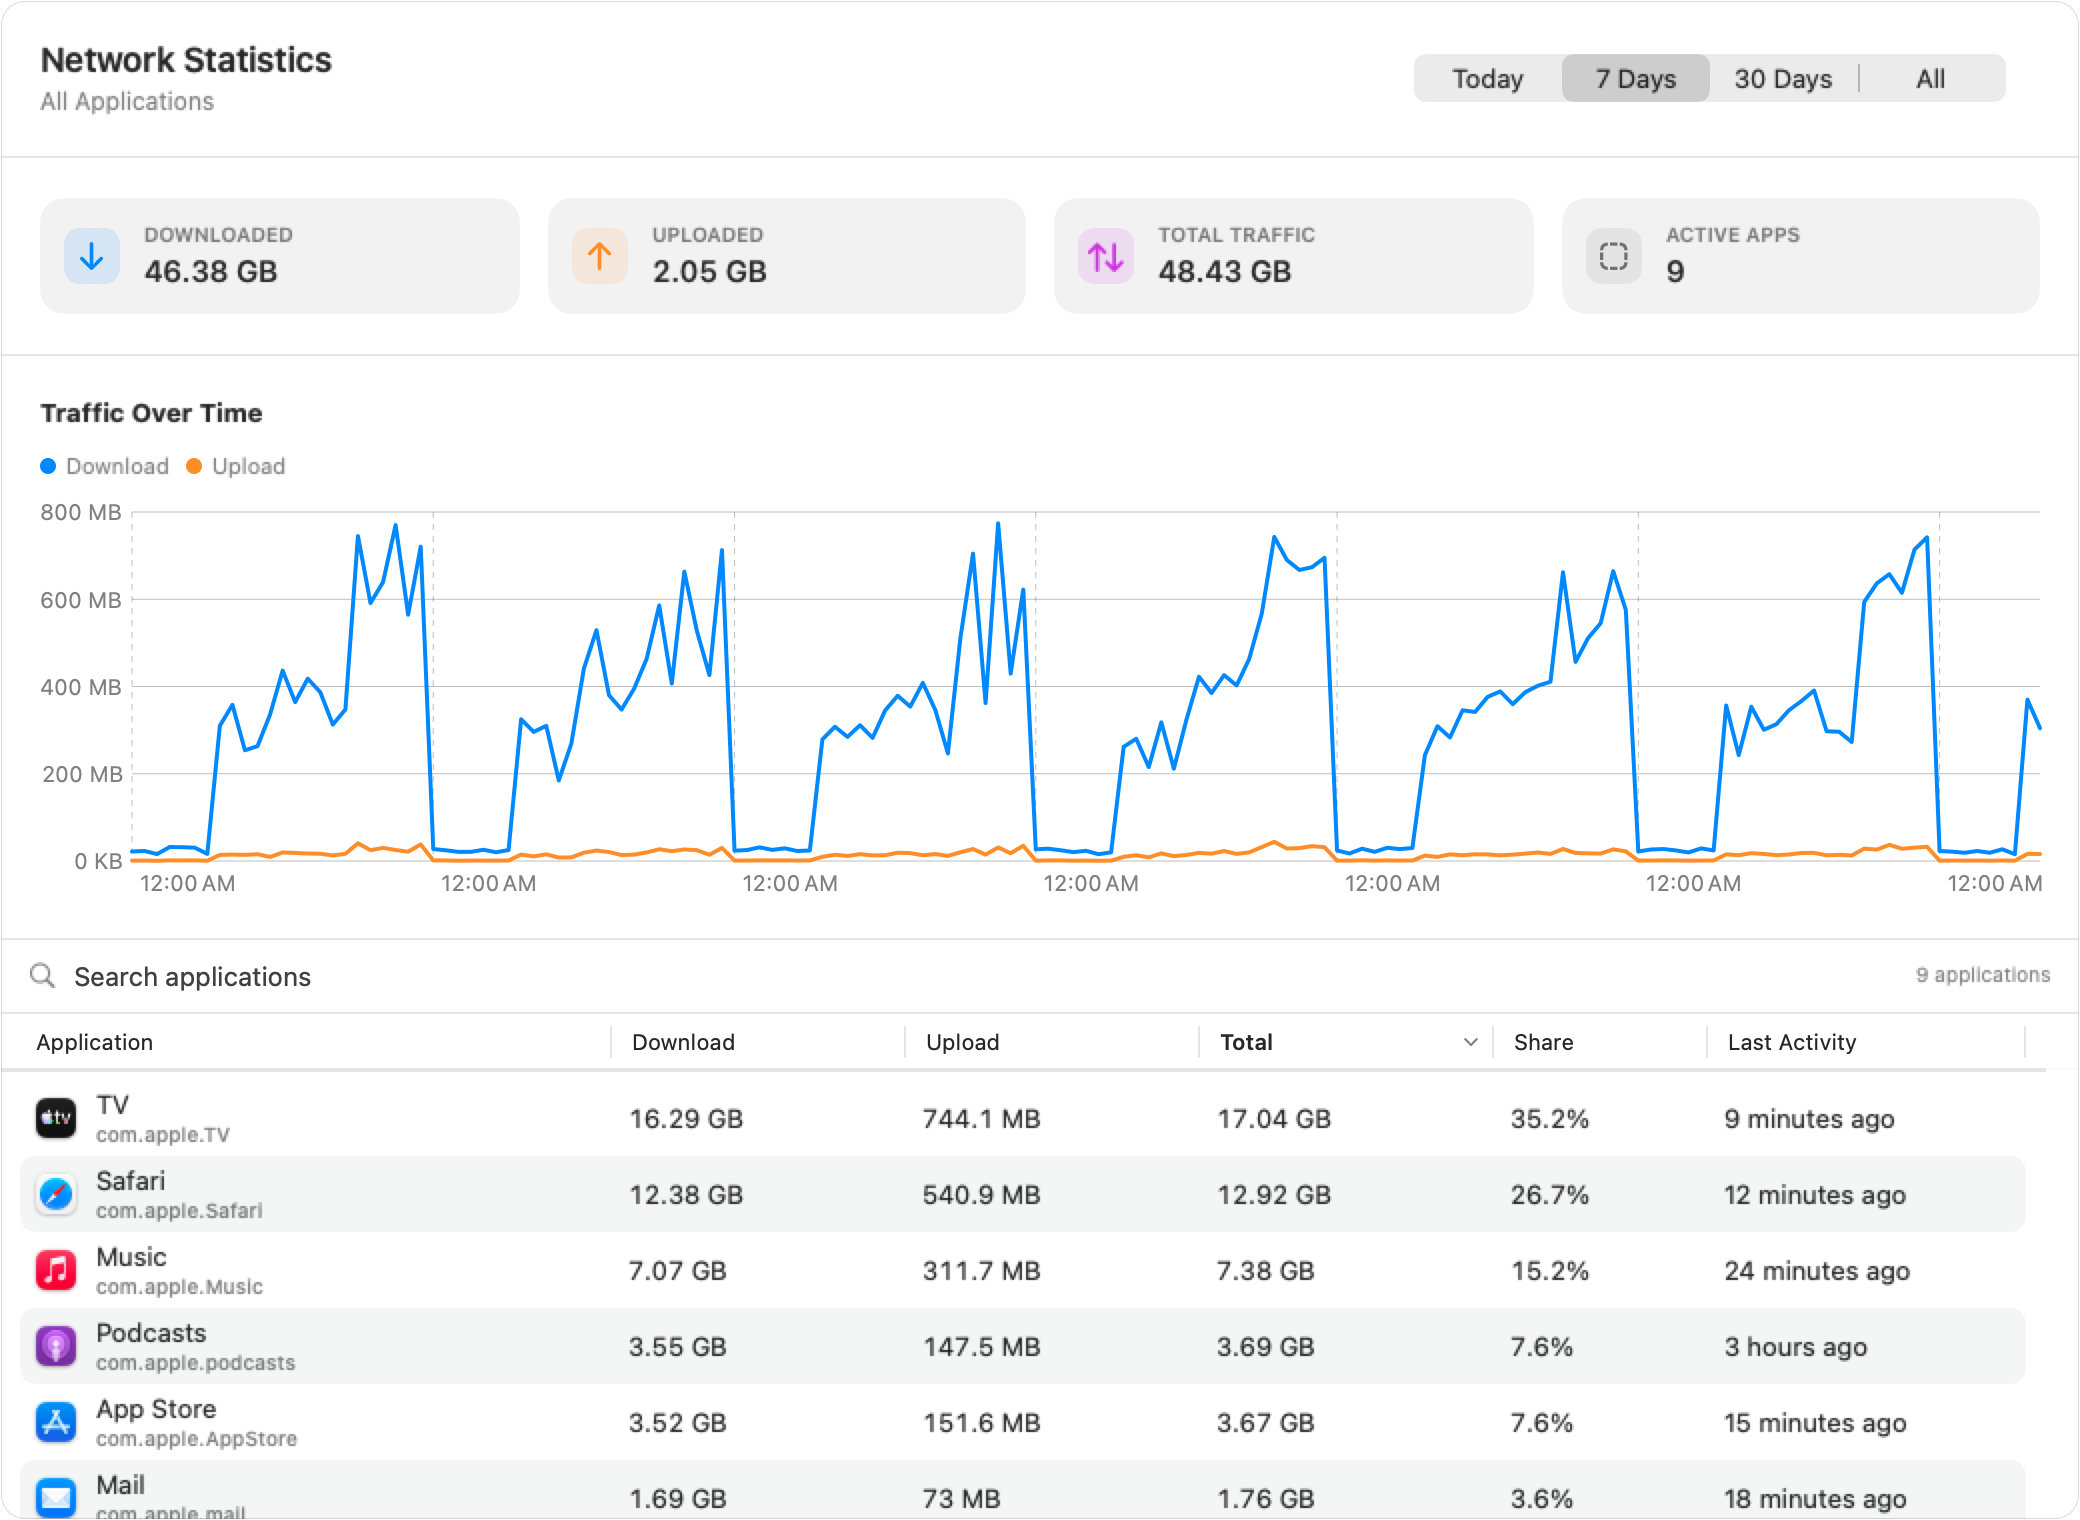 Network Statistics
All Applications
Today 7 Days 30 Days All
DOWNLOADED
46.38 GB
UPLOADED
2.05 GB
TOTAL TRAFFIC
48.43 GB
ACTIVE APPS
9
Traffic Over Time
Download Upload
800 MB
600 MB
400 MB
200 MB
0 KB
12:00 AM 12:00 AM 12:00 AM 12:00 AM 12:00 AM 12:00 AM 12:00 AM
Search applications
9 applications
Application Download Upload Total Share Last Activity
tv
TV
com.apple.TV
16.29 GB 744.1 MB 17.04 GB 35.2% 9 minutes ago
Safari
com.apple.Safari
12.38 GB 540.9 MB 12.92 GB 26.7% 12 minutes ago
Music
com.apple.Music
7.07 GB 311.7 MB 7.38 GB 15.2% 24 minutes ago
Podcasts
com.apple.podcasts
3.55 GB 147.5 MB 3.69 GB 7.6% 3 hours ago
App Store
com.apple.AppStore
3.52 GB 151.6 MB 3.67 GB 7.6% 15 minutes ago
Mail
com.apple.mail
1.69 GB 73 MB 1.76 GB 3.6% 18 minutes ago